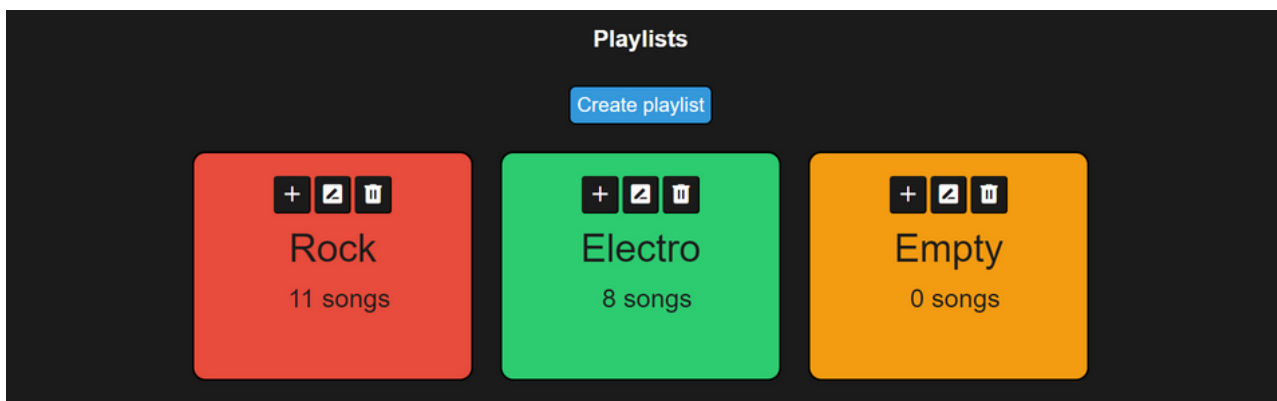 Playlists
Create playlist
Rock
11 songs
Electro
8 songs
Empty
0 songs